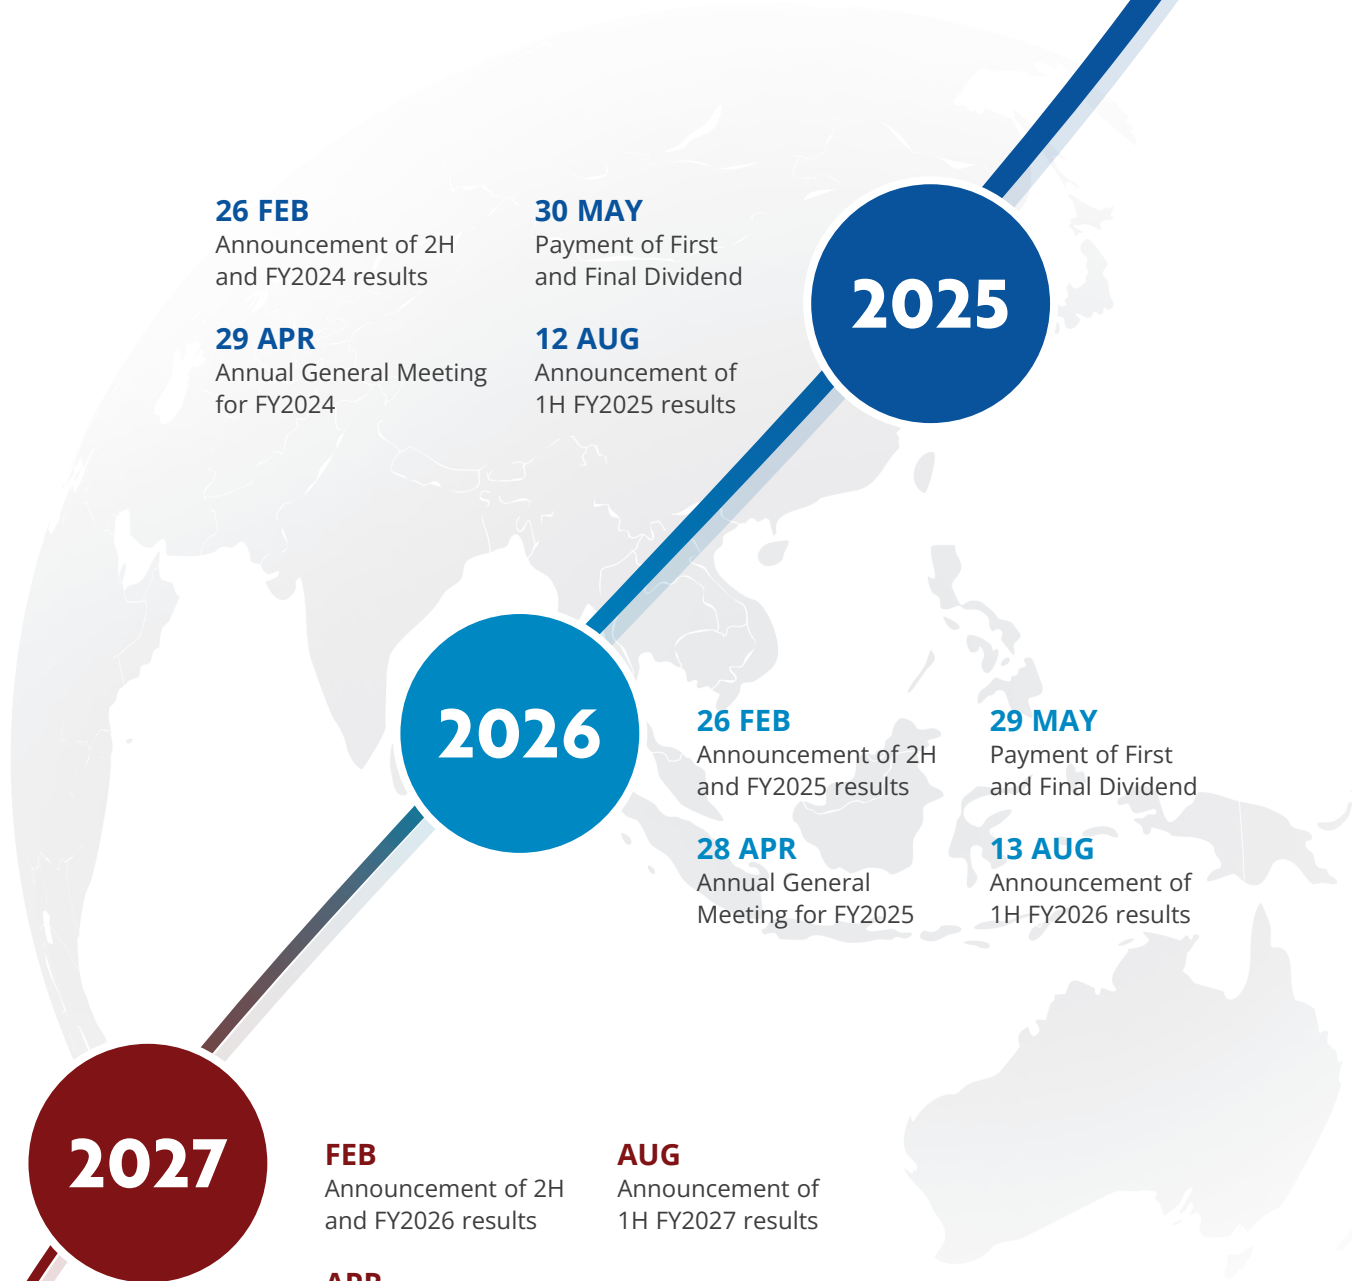 26 FEB
Announcement of 2H
and FY2024 results
29 APR
Annual General Meeting
for FY2024
30 MAY
Payment of First
and Final Dividend
12 AUG
Announcement of
1H FY2025 results
2025
2026
26 FEB
Announcement of 2H
and FY2025 results
28 APR
Annual General
Meeting for FY2025
29 MAY
Payment of First
and Final Dividend
13 AUG
Announcement of
1H FY2026 results
2027
FEB
Announcement of 2H
and FY2026 results
AUG
Announcement of
1H FY2027 results
APR